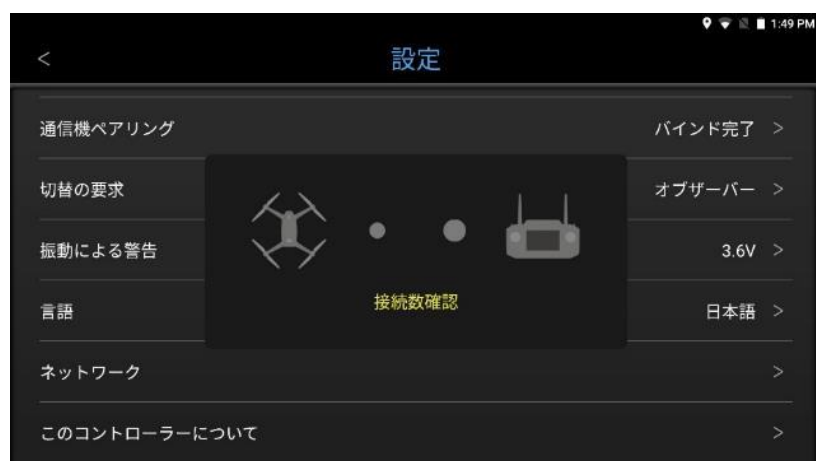 1:49 PM
< 設定
通信機ペアリング バインド完了 >
切替の要求 オブザーバー >
振動による警告 3.6V >
接続数確認
言語 日本語 >
ネットワーク >
このコントローラーについて >